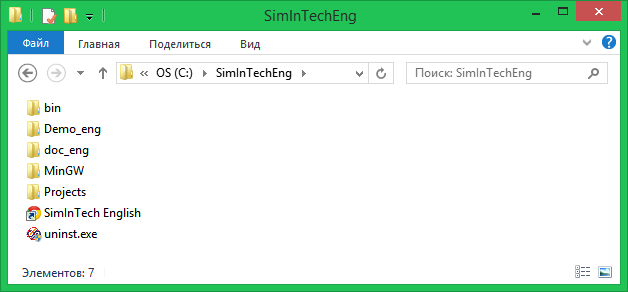 SimInTechEng
Файл Главная Поделиться Вид
« OS (C:) SimInTechEng Поиск: SimInTechEng
bin
Demo_eng
doc_eng
MinGW
Projects
SimInTech English
uninst.exe
Элементов: 7